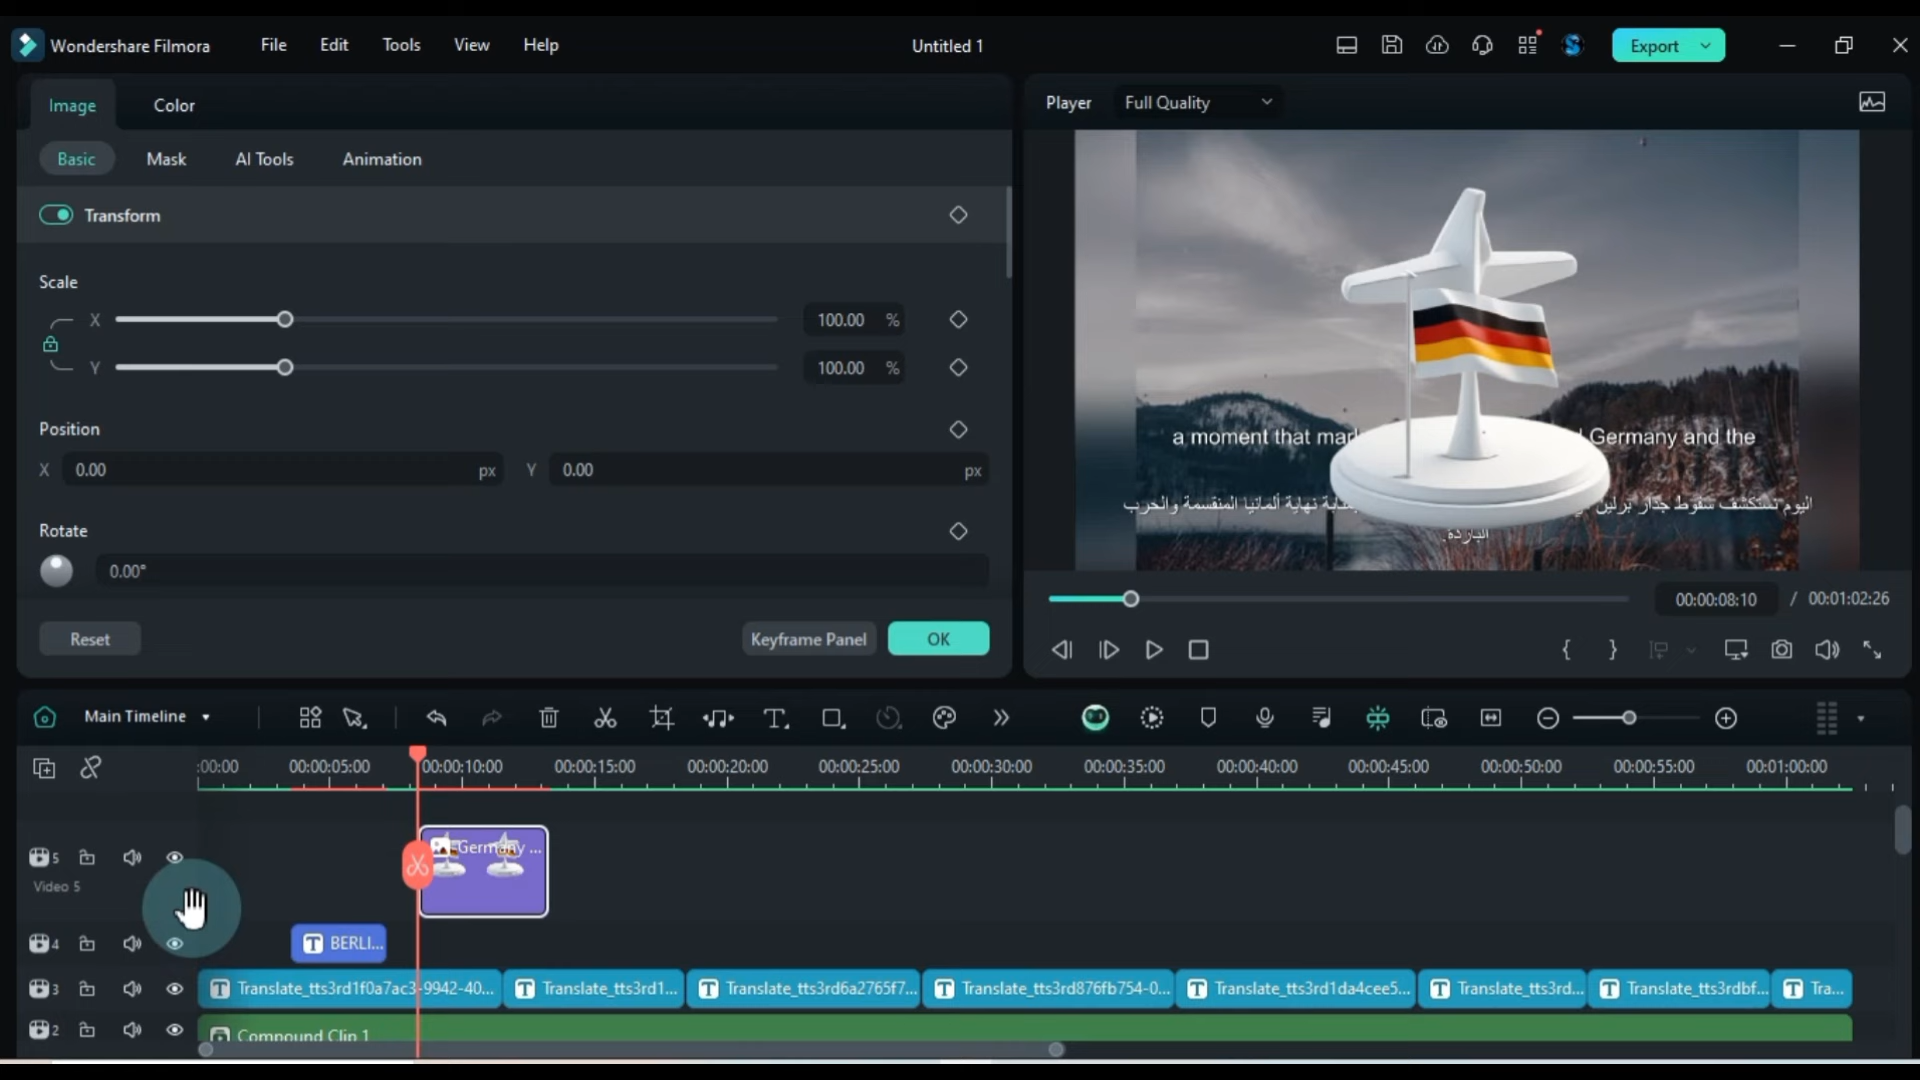 Wondershare Filmora File Edit Tools View Help Untitled 1 Export
Image Color
Player Full Quality
Basic Mask AI Tools Animation
Transform
Scale
X 100.00 %
Y 100.00 %
Position
X 0.00 px Y 0.00 px
Rotate
0.00°
Reset Keyframe Panel OK
a moment that mar Germany and the
اليوم نستكشف سقوط جدار برلين بمثابة نهاية ألمانيا المنقسمة والحرب
الباردة.
00:00:08:10 / 00:01:02:26
{ }
Main Timeline
:00:00 00:00:05:00 00:00:10:00 00:00:15:00 00:00:20:00 00:00:25:00 00:00:30:00 00:00:35:00 00:00:40:00 00:00:45:00 00:00:50:00 00:00:55:00 00:01:00:00
5 Germany ...
Video 5
4 T BERLI...
3 T Translate_tts3rd1f0a7ac3-9942-40... T Translate_tts3rd1... T Translate_tts3rd6a2765f7... T Translate_tts3rd876fb754-0... T Translate_tts3rd1da4cee5... T Translate_tts3rd... T Translate_tts3rdbf... T Tra...
2 Compound Clip 1